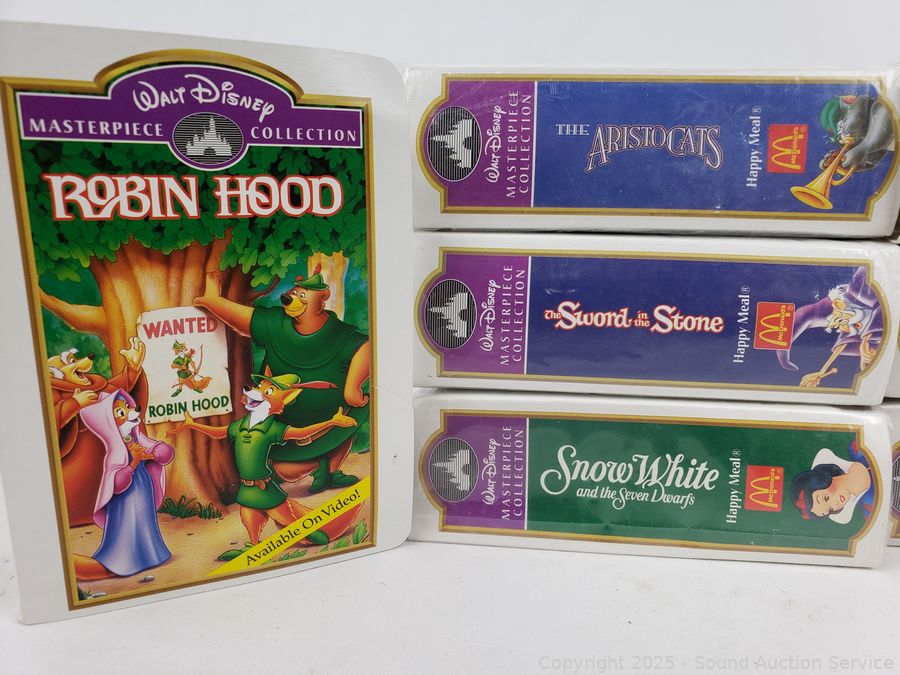 Walt Disney
MASTERPIECE COLLECTION
ROBIN HOOD
WANTED
ROBIN HOOD
Available On Video!
Walt Disney
MASTERPIECE
COLLECTION
THE ARISTOCATS
Happy Meal®
McDonald's®
Walt Disney
MASTERPIECE
COLLECTION
The Sword in the Stone
Happy Meal®
McDonald's®
Walt Disney
MASTERPIECE
COLLECTION
Snow White
and the Seven Dwarfs
Happy Meal®
McDonald's®
Copyright 2025 - Sound Auction Service